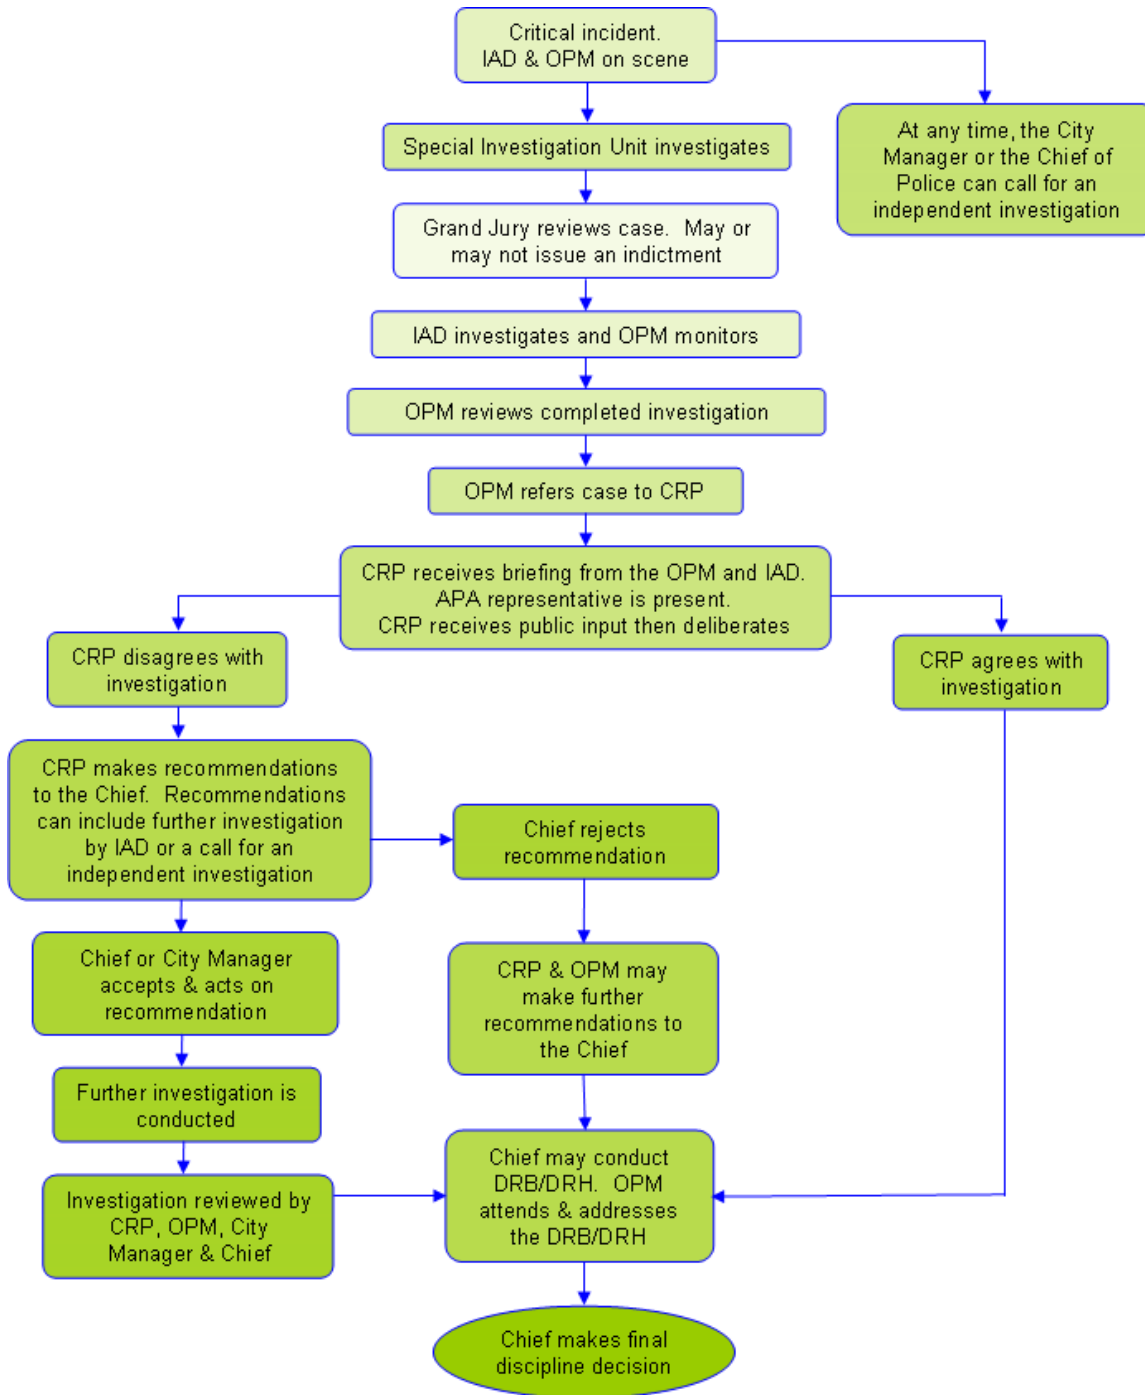 Critical incident.
IAD & OPM on scene
At any time, the City
Manager or the Chief of
Police can call for an
independent investigation
Special Investigation Unit investigates
Grand Jury reviews case.  May or
may not issue an indictment
IAD investigates and OPM monitors
OPM reviews completed investigation
OPM refers case to CRP
CRP receives briefing from the OPM and IAD.
APA representative is present.
CRP receives public input then deliberates
CRP disagrees with
investigation
CRP agrees with
investigation
CRP makes recommendations
to the Chief.  Recommendations
can include further investigation
by IAD or a call for an
independent investigation
Chief rejects
recommendation
Chief or City Manager
accepts & acts on
recommendation
CRP & OPM may
make further
recommendations to
the Chief
Further investigation is
conducted
Investigation reviewed by
CRP, OPM, City
Manager & Chief
Chief may conduct
DRB/DRH.  OPM
attends & addresses
the DRB/DRH
Chief makes final
discipline decision